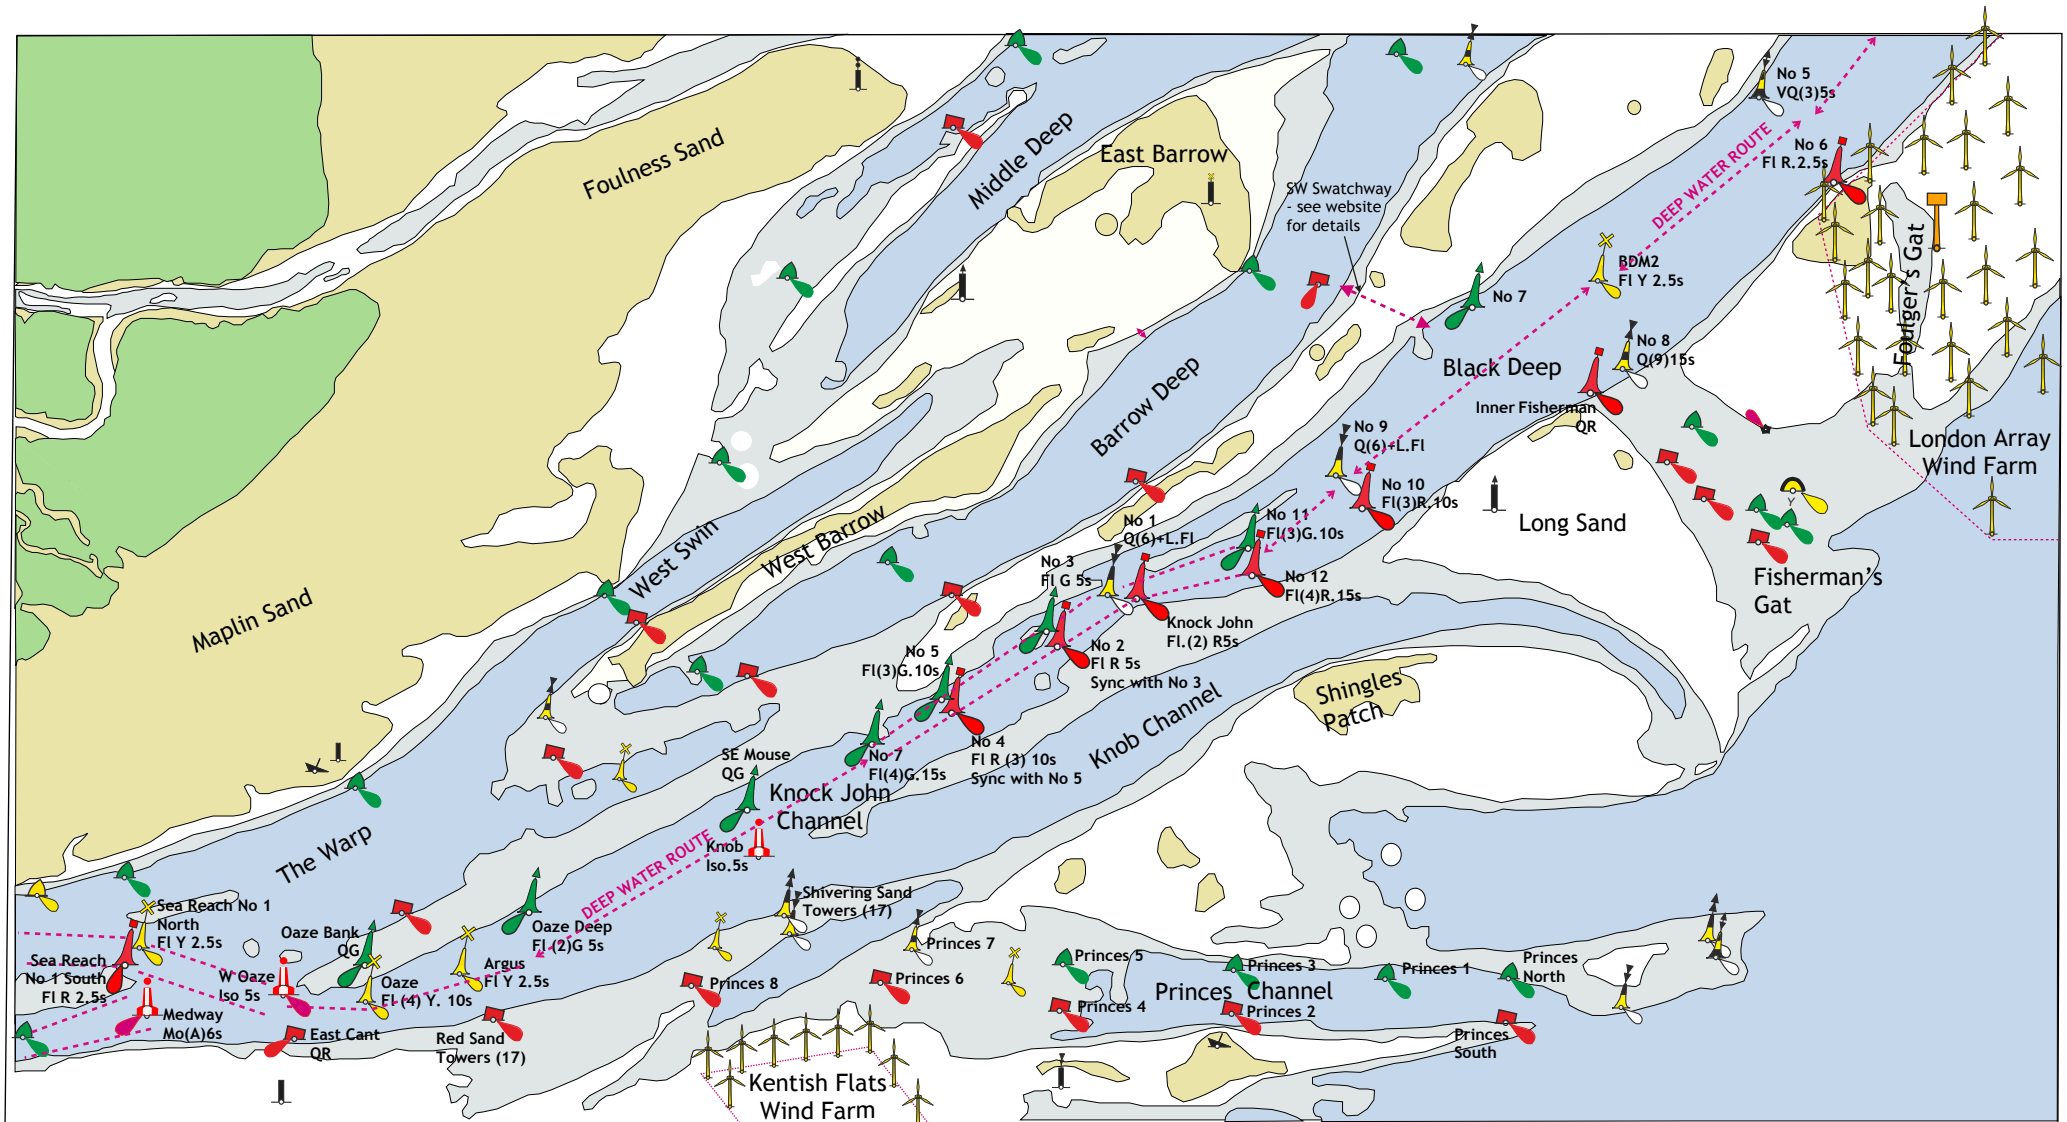 No 5
VQ(3)5s
DEEP WATER ROUTE
No 6
Fl R.2.5s
Foulness Sand
Middle Deep
East Barrow
SW Swatchway
- see website
for details
BDM2
Fl Y 2.5s
No 7
Foulger's Gat
No 8
Q(9)15s
Black Deep
Inner Fisherman
QR
Barrow Deep
No 9
Q(6)+L.Fl
London Array
Wind Farm
No 10
Fl(3)R.10s
Long Sand
No 11
Fl(3)G.10s
No 1
Q(6)+L.Fl
West Swin
West Barrow
No 3
Fl G 5s
No 12
Fl(4)R.15s
Y
Fisherman's
Gat
Maplin Sand
Knock John
Fl.(2) R5s
No 2
Fl R 5s
Sync with No 3
No 5
Fl(3)G.10s
Shingles
Patch
Knob Channel
No 4
Fl R (3) 10s
Sync with No 5
No 7
Fl(4)G.15s
SE Mouse
QG
Knock John
Channel
Knob
Iso.5s
The Warp
DEEP WATER ROUTE
Shivering Sand
Towers (17)
Sea Reach No 1
North
Fl Y 2.5s
Oaze Bank
QG
Oaze Deep
Fl (2)G 5s
Princes 7
Princes 5
Princes 3
Princes 1
Princes
North
Sea Reach
No 1 South
Fl R 2.5s
W Oaze
Iso 5s
Oaze
Fl (4) Y. 10s
Argus
Fl Y 2.5s
Princes 8
Princes 6
Princes Channel
Princes 4
Princes 2
Medway
Mo(A)6s
East Cant
QR
Red Sand
Towers (17)
Princes
South
Kentish Flats
Wind Farm